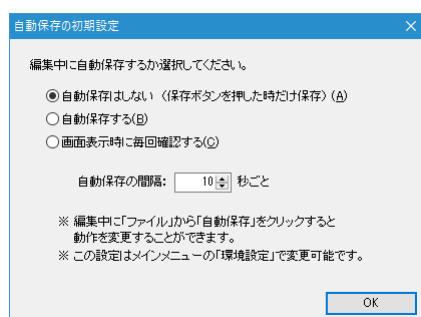 自動保存の初期設定
編集中に自動保存するか選択してください。
自動保存はしない（保存ボタンを押した時だけ保存）(A)
自動保存する(B)
画面表示時に毎回確認する(C)
自動保存の間隔： 10 秒ごと
※ 編集中に「ファイル」から「自動保存」をクリックすると
動作を変更することができます。
※ この設定はメインメニューの「環境設定」で変更可能です。
OK